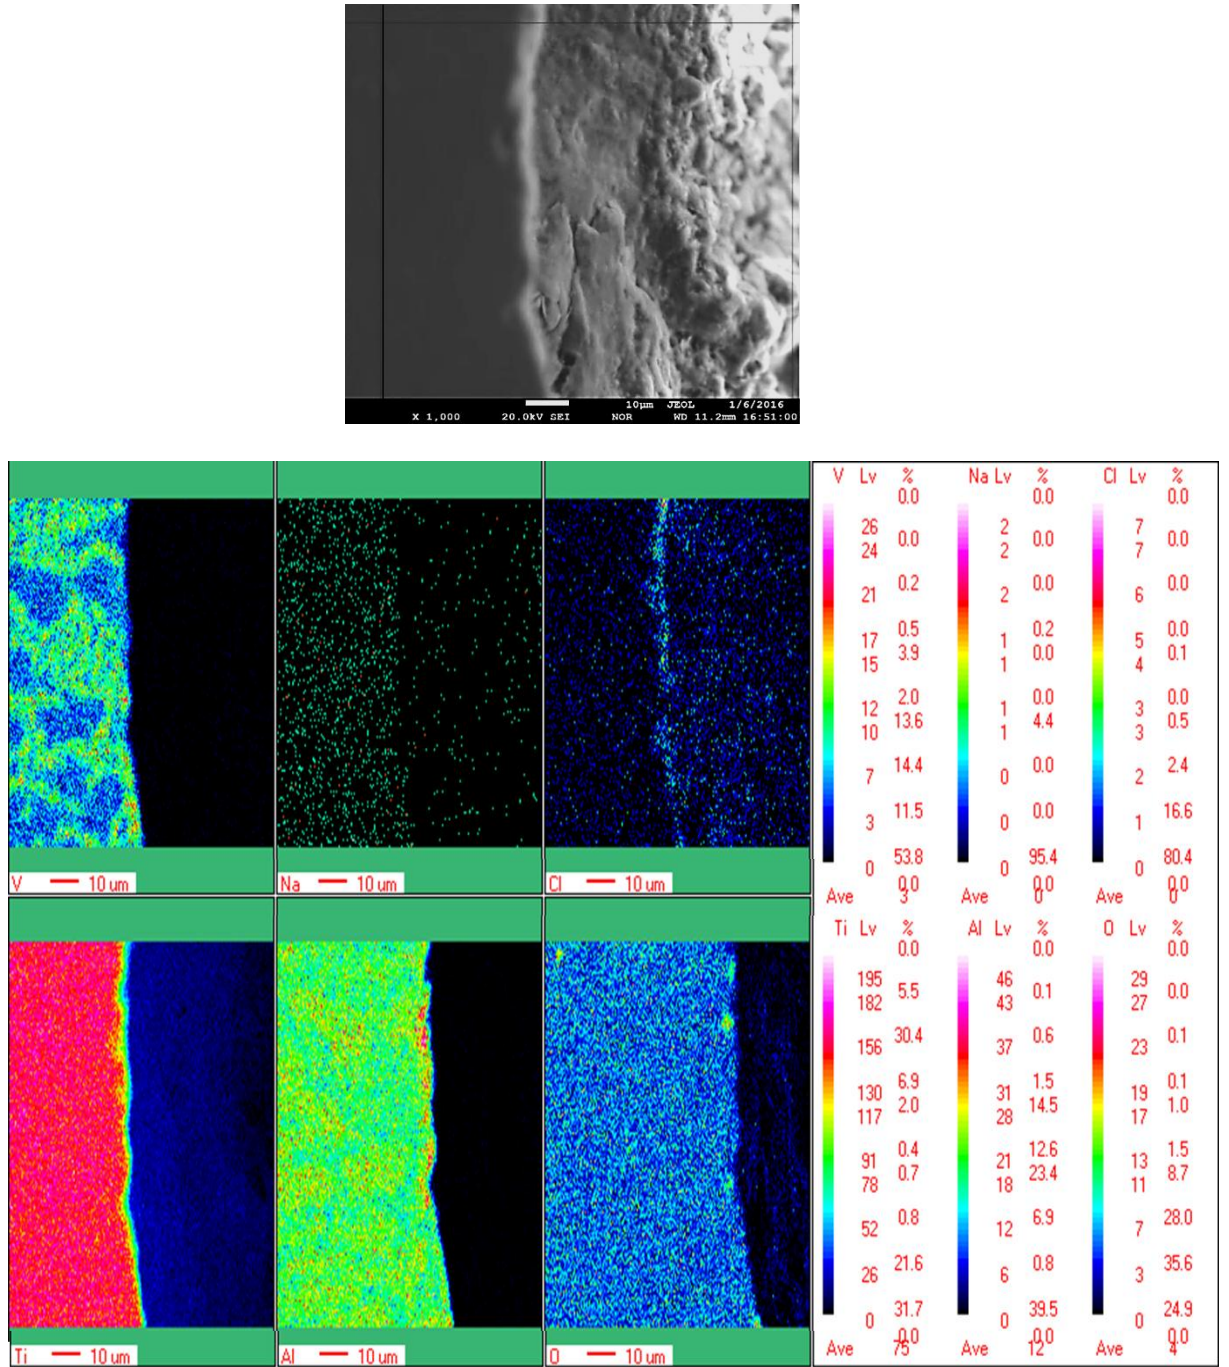 10µm JEOL 1/6/2016
X 1,000 20.0kV SEI NOR WD 11.2mm 16:51:00
V Lv % Na Lv % Cl Lv %
0.0 0.0 0.0
26 2 7
0.0 0.0 0.0
24 2 7
0.2 0.0 0.0
21 2 6
0.5 0.2 0.0
17 1 5
3.9 0.0 0.1
15 1 4
2.0 0.0 0.0
12 1 3
13.6 4.4 0.5
10 1 3
14.4 0.0 2.4
7 0 2
11.5 0.0 16.6
3 0 1
53.8 95.4 80.4
0 0 0
0.0 0.0 0.0
Ave 3 Ave 0 Ave 0
V 10 um Na 10 um Cl 10 um
Ti Lv % Al Lv % O Lv %
0.0 0.0 0.0
195 46 29
5.5 0.1 0.0
182 43 27
30.4 0.6 0.1
156 37 23
6.9 1.5 0.1
130 31 19
2.0 14.5 1.0
117 28 17
0.4 12.6 1.5
91 21 13
0.7 23.4 8.7
78 18 11
0.8 6.9 28.0
52 12 7
21.6 0.8 35.6
26 6 3
31.7 39.5 24.9
0 0 0
0.0 0.0 0.0
Ave 75 Ave 12 Ave 4
Ti 10 um Al 10 um O 10 um